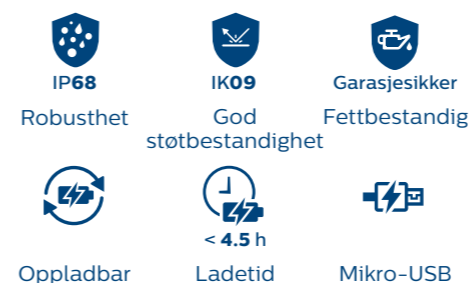 IP68
IK09
Garasjesikker
Robusthet
God
støtbestandighet
Fettbestandig
< 4.5 h
Oppladbar
Ladetid
Mikro-USB